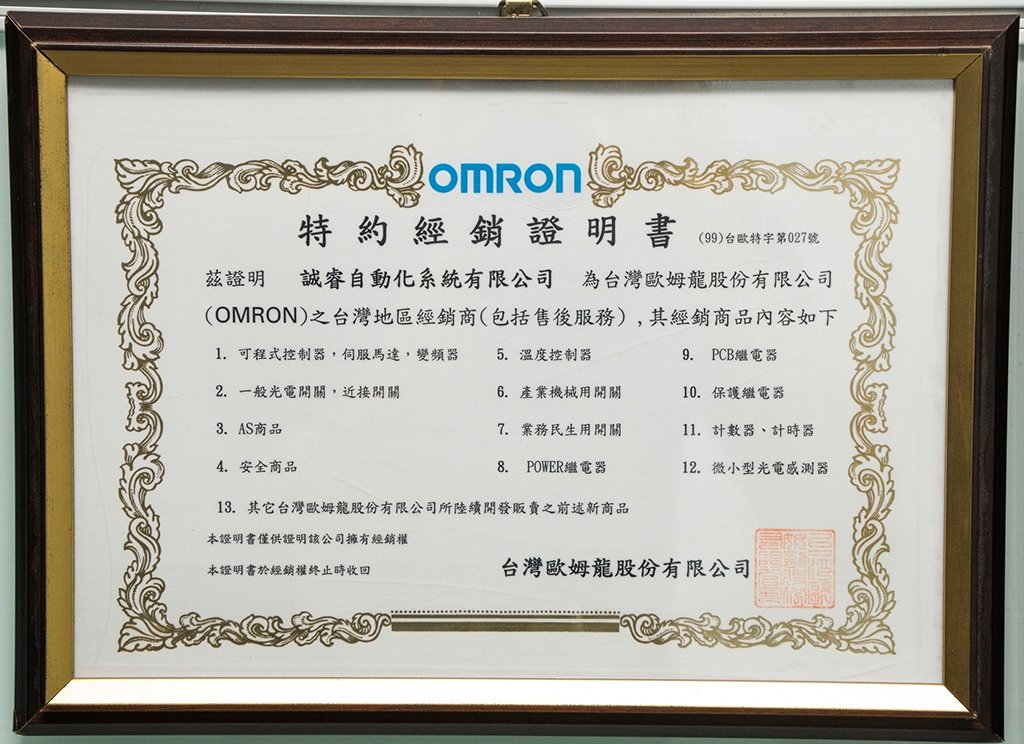 OMRON
特約經銷證明書 (99)台歐特字第027號
茲證明 誠睿自動化系統有限公司 為台灣歐姆龍股份有限公司
(OMRON)之台灣地區經銷商(包括售後服務),其經銷商品內容如下
1. 可程式控制器,伺服馬達,變頻器 5. 溫度控制器 9. PCB繼電器
2. 一般光電開關,近接開關 6. 產業機械用開關 10. 保護繼電器
3. AS商品 7. 業務民生用開關 11. 計數器、計時器
4. 安全商品 8. POWER繼電器 12. 微小型光電感測器
13. 其它台灣歐姆龍股份有限公司所陸續開發販賣之前述新商品
本證明書僅供證明該公司擁有經銷權
本證明書於經銷權終止時收回
台灣歐姆龍股份有限公司